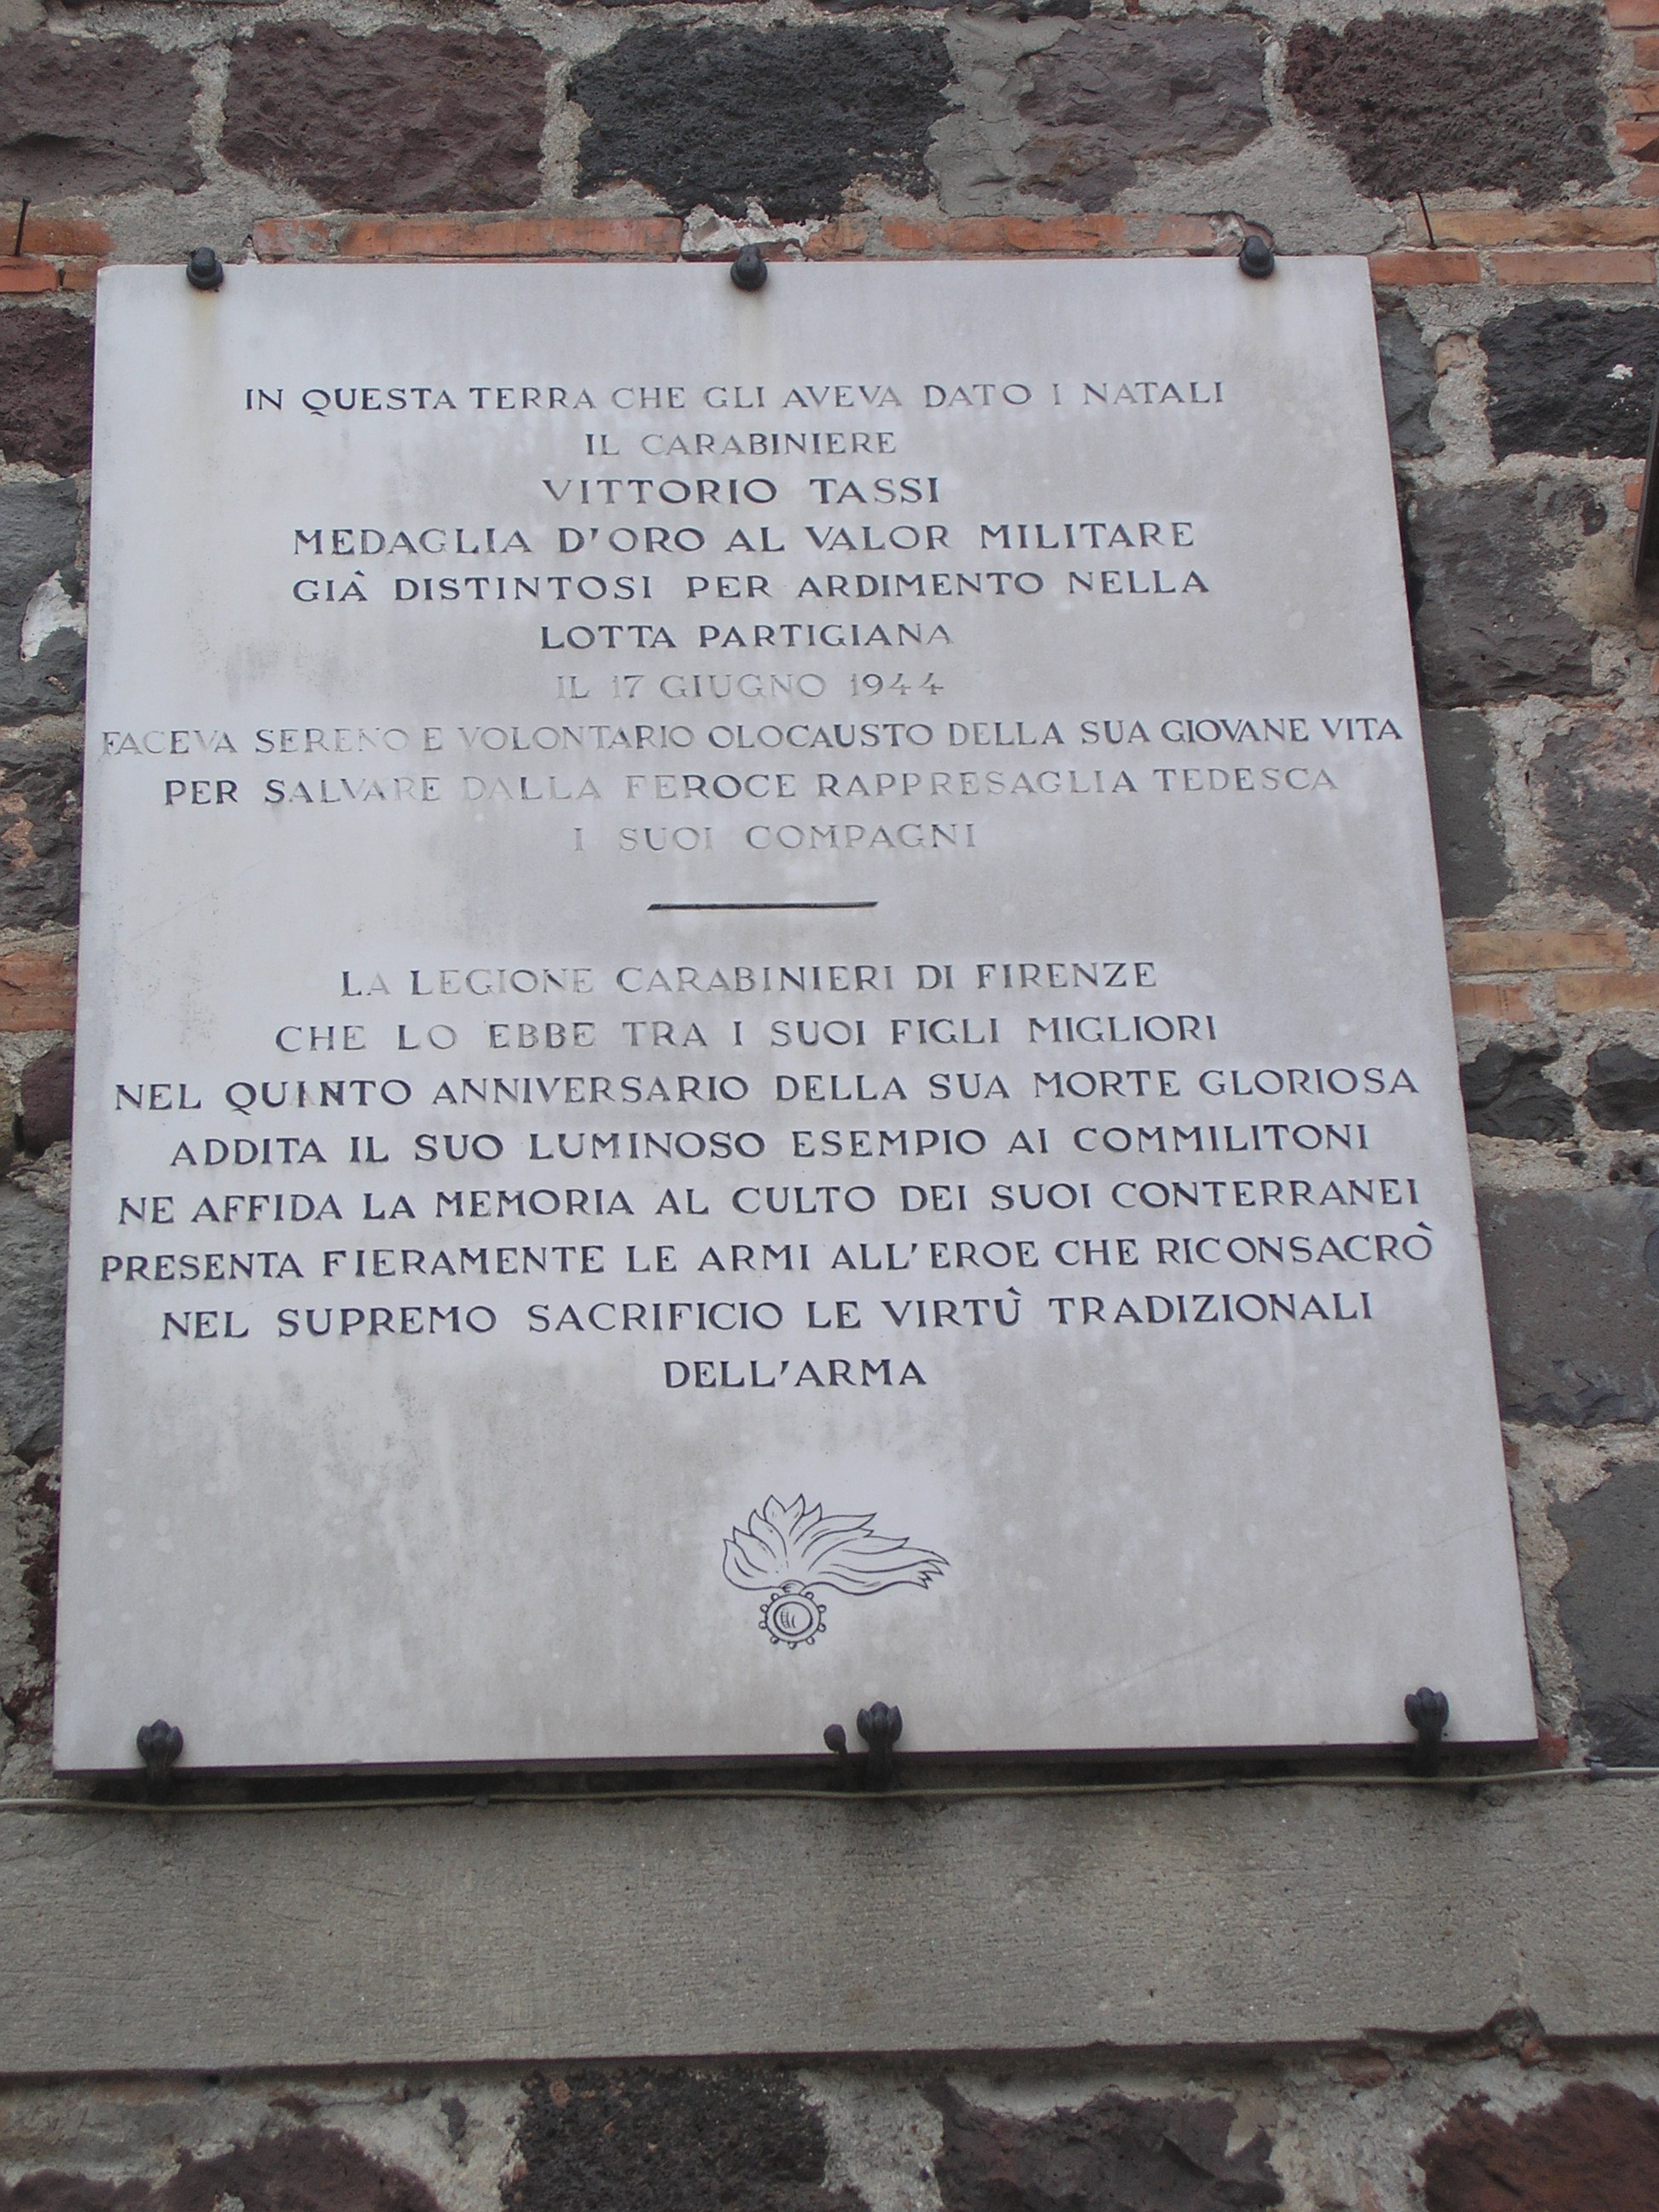 IN QUESTA TERRA CHE GLI AVEVA DATO I NATALI
IL CARABINIERE
VITTORIO TASSI
MEDAGLIA D'ORO AL VALOR MILITARE
GIÀ DISTINTOSI PER ARDIMENTO NELLA
LOTTA PARTIGIANA
IL 17 GIUGNO 1944
FACEVA SERENO E VOLONTARIO OLOCAUSTO DELLA SUA GIOVANE VITA
PER SALVARE DALLA FEROCE RAPPRESAGLIA TEDESCA
I SUOI COMPAGNI
LA LEGIONE CARABINIERI DI FIRENZE
CHE LO EBBE TRA I SUOI FIGLI MIGLIORI
NEL QUINTO ANNIVERSARIO DELLA SUA MORTE GLORIOSA
ADDITA IL SUO LUMINOSO ESEMPIO AI COMMILITONI
NE AFFIDA LA MEMORIA AL CULTO DEI SUOI CONTERRANEI
PRESENTA FIERAMENTE LE ARMI ALL'EROE CHE RICONSACRÒ
NEL SUPREMO SACRIFICIO LE VIRTÙ TRADIZIONALI
DELL'ARMA